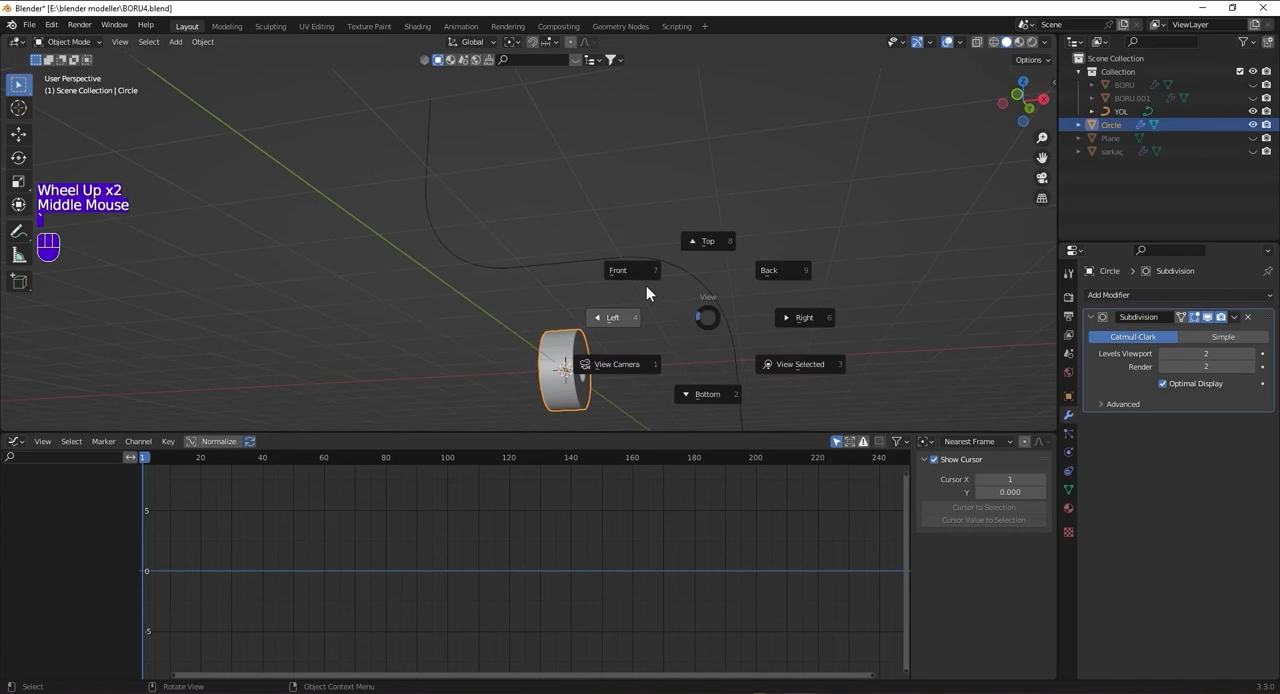 Blender* [E:\blender modeller\BORU4.blend]
File Edit Render Window Help Layout Modeling Sculpting UV Editing Texture Paint Shading Animation Rendering Compositing Geometry Nodes Scripting + Scene ViewLayer
Object Mode View Select Add Object Global
Options
User Perspective
(1) Scene Collection | Circle
Wheel Up x2
Middle Mouse
`
X
Y
Z
View
Top 8
Front 7
Back 9
Left 4
Right 6
View Camera 1
View Selected 3
Bottom 2
Scene Collection
Collection
BORU
BORU.001
YOL
Circle
Plane
sarkaç
Circle > Subdivision
Add Modifier
Subdivision
Catmull-Clark Simple
Levels Viewport 2
Render 2
Optimal Display
Advanced
View Select Marker Channel Key Normalize Nearest Frame
1 20 40 60 80 100 120 140 160 180 200 220 240
5
0
-5
Show Cursor
Cursor X 1
Y 0.000
Cursor to Selection
Cursor Value to Selection
Select Rotate View Object Context Menu 3.3.0